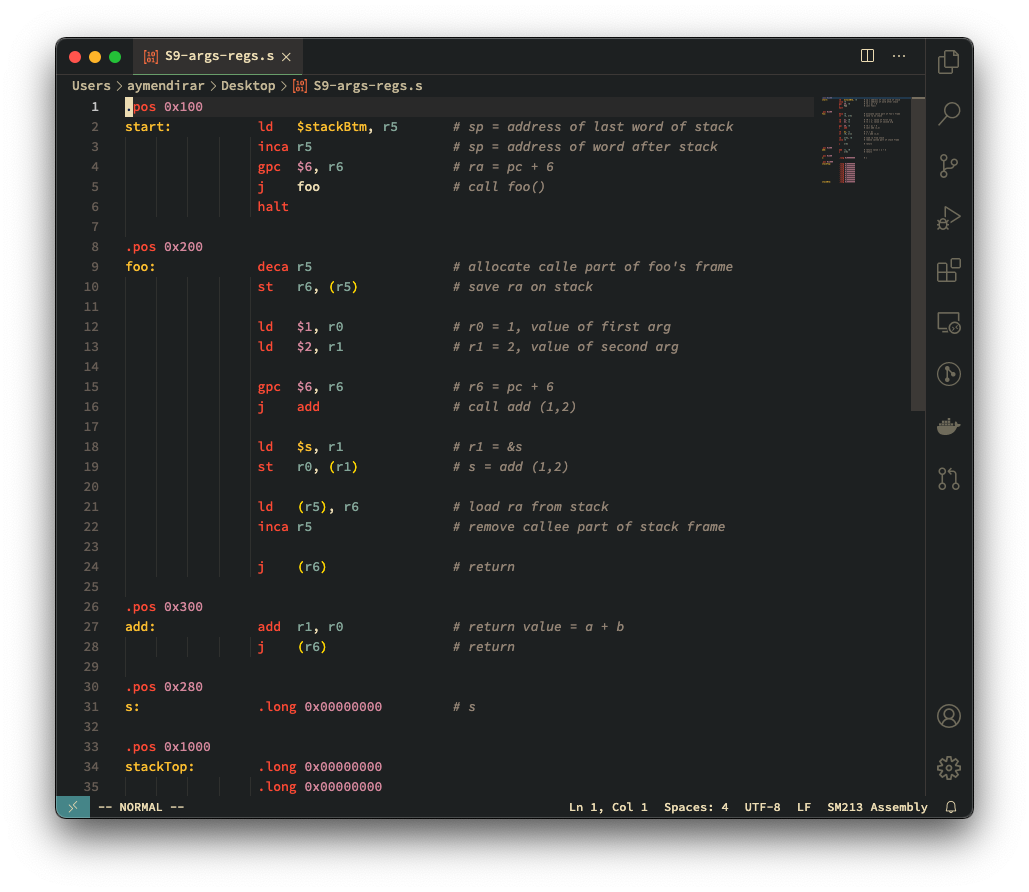 S9-args-regs.s
Users > aymendirar > Desktop > S9-args-regs.s
1 .pos 0x100
2 start: ld $stackBtm, r5 # sp = address of last word of stack
3 inca r5 # sp = address of word after stack
4 gpc $6, r6 # ra = pc + 6
5 j foo # call foo()
6 halt
7
8 .pos 0x200
9 foo: deca r5 # allocate calle part of foo's frame
10 st r6, (r5) # save ra on stack
11
12 ld $1, r0 # r0 = 1, value of first arg
13 ld $2, r1 # r1 = 2, value of second arg
14
15 gpc $6, r6 # r6 = pc + 6
16 j add # call add (1,2)
17
18 ld $s, r1 # r1 = &s
19 st r0, (r1) # s = add (1,2)
20
21 ld (r5), r6 # load ra from stack
22 inca r5 # remove callee part of stack frame
23
24 j (r6) # return
25
26 .pos 0x300
27 add: add r1, r0 # return value = a + b
28 j (r6) # return
29
30 .pos 0x280
31 s: .long 0x00000000 # s
32
33 .pos 0x1000
34 stackTop: .long 0x00000000
35 .long 0x00000000
-- NORMAL -- Ln 1, Col 1 Spaces: 4 UTF-8 LF SM213 Assembly